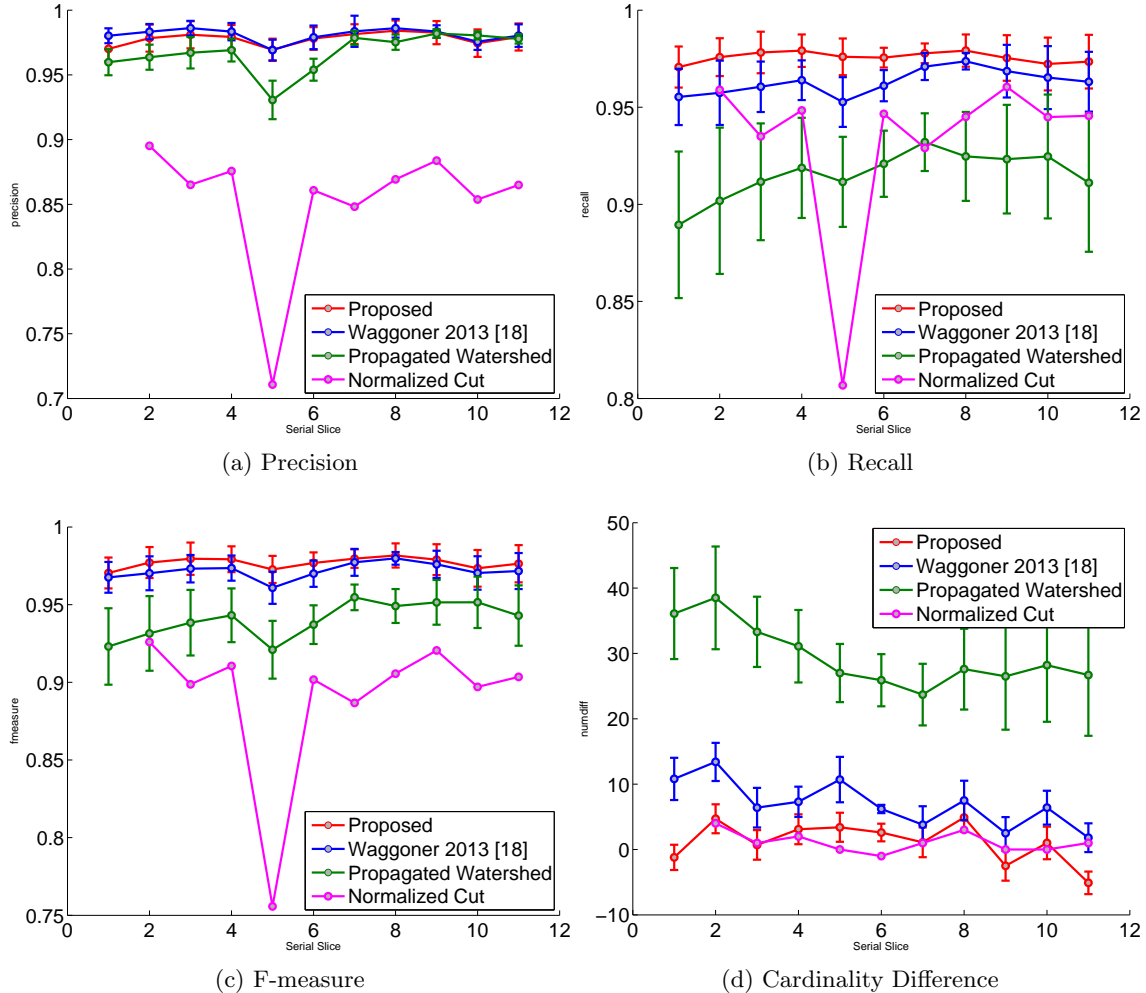 1
0.95
0.9
0.85
0.8
0.75
0.7
precision
0 2 4 6 8 10 12
Serial Slice
Proposed
Waggoner 2013 [18]
Propagated Watershed
Normalized Cut
(a) Precision
1
0.95
0.9
0.85
0.8
recall
0 2 4 6 8 10 12
Serial Slice
Proposed
Waggoner 2013 [18]
Propagated Watershed
Normalized Cut
(b) Recall
1
0.95
0.9
0.85
0.8
0.75
fmeasure
0 2 4 6 8 10 12
Serial Slice
Proposed
Waggoner 2013 [18]
Propagated Watershed
Normalized Cut
(c) F-measure
50
40
30
20
10
0
−10
numdiff
0 2 4 6 8 10 12
Serial Slice
Proposed
Waggoner 2013 [18]
Propagated Watershed
Normalized Cut
(d) Cardinality Difference